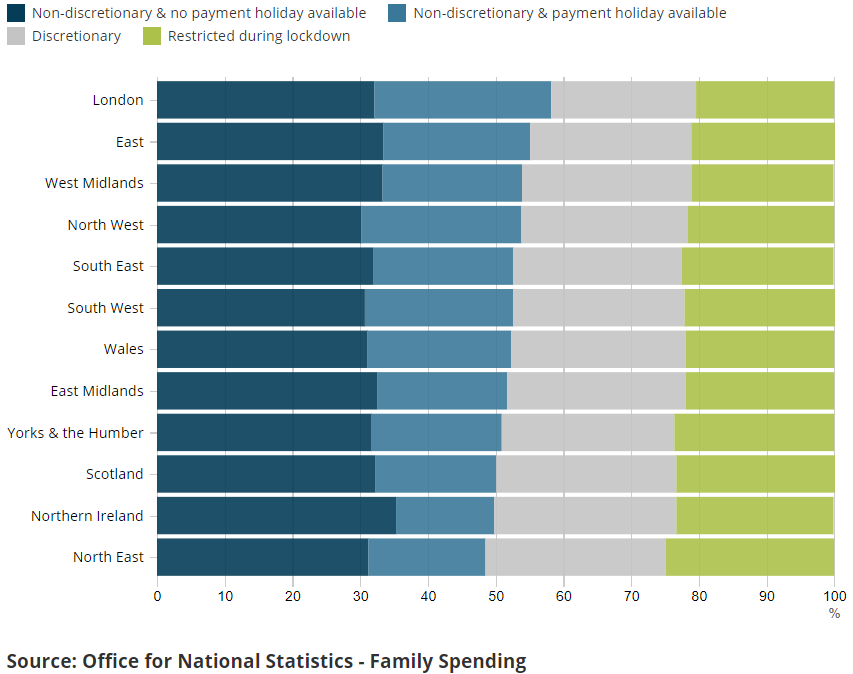 Non-discretionary & no payment holiday available Non-discretionary & payment holiday available
Discretionary Restricted during lockdown
London
East
West Midlands
North West
South East
South West
Wales
East Midlands
Yorks & the Humber
Scotland
Northern Ireland
North East
0 10 20 30 40 50 60 70 80 90 100
%
Source: Office for National Statistics - Family Spending